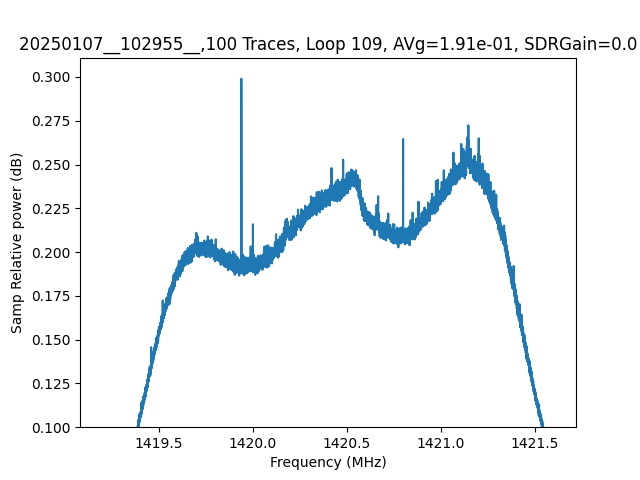 20250107__102955__,100 Traces, Loop 109, AVg=1.91e-01, SDRGain=0.0
0.300
0.275
0.250
0.225
0.200
0.175
0.150
0.125
0.100
Samp Relative power (dB)
1419.5 1420.0 1420.5 1421.0 1421.5
Frequency (MHz)